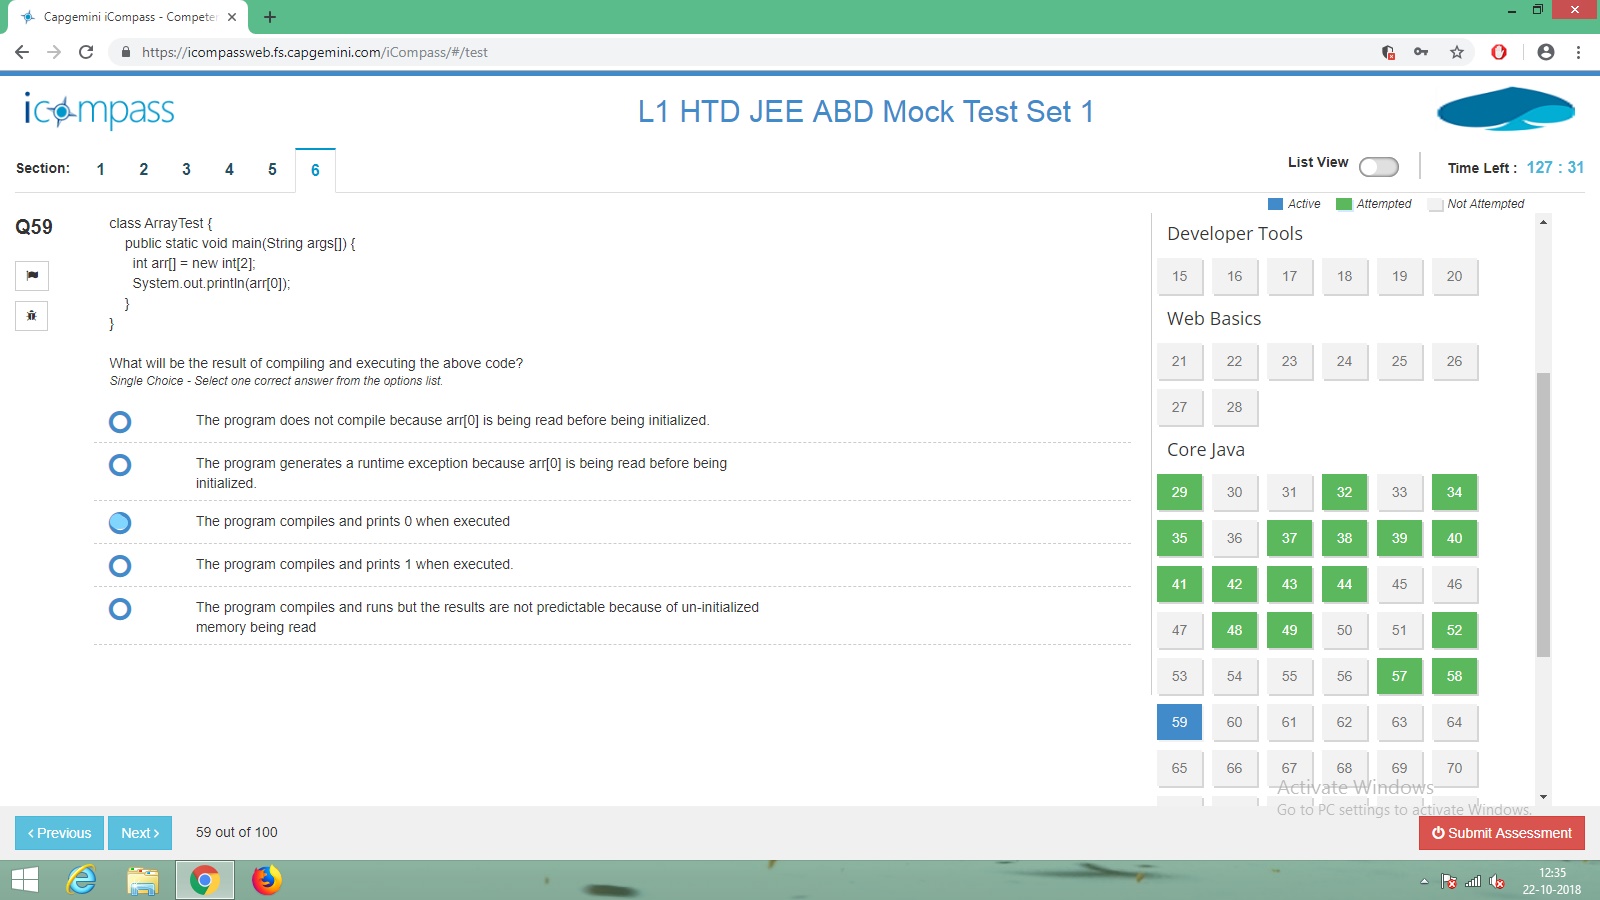 Capgemini iCompass - Competen
https://icompassweb.fs.capgemini.com/iCompass/#/test
icompass
L1 HTD JEE ABD Mock Test Set 1
Section: 1 2 3 4 5 6
List View
Time Left : 127 : 31
Active Attempted Not Attempted
Q59
class ArrayTest {
public static void main(String args[]) {
int arr[] = new int[2];
System.out.println(arr[0]);
}
}
What will be the result of compiling and executing the above code?
Single Choice - Select one correct answer from the options list.
The program does not compile because arr[0] is being read before being initialized.
The program generates a runtime exception because arr[0] is being read before being
initialized.
The program compiles and prints 0 when executed
The program compiles and prints 1 when executed.
The program compiles and runs but the results are not predictable because of un-initialized
memory being read
Developer Tools
15 16 17 18 19 20
Web Basics
21 22 23 24 25 26
27 28
Core Java
29 30 31 32 33 34
35 36 37 38 39 40
41 42 43 44 45 46
47 48 49 50 51 52
53 54 55 56 57 58
59 60 61 62 63 64
65 66 67 68 69 70
Activate Windows
Go to PC settings to activate Windows.
‹ Previous Next › 59 out of 100
Submit Assessment
12:35
22-10-2018